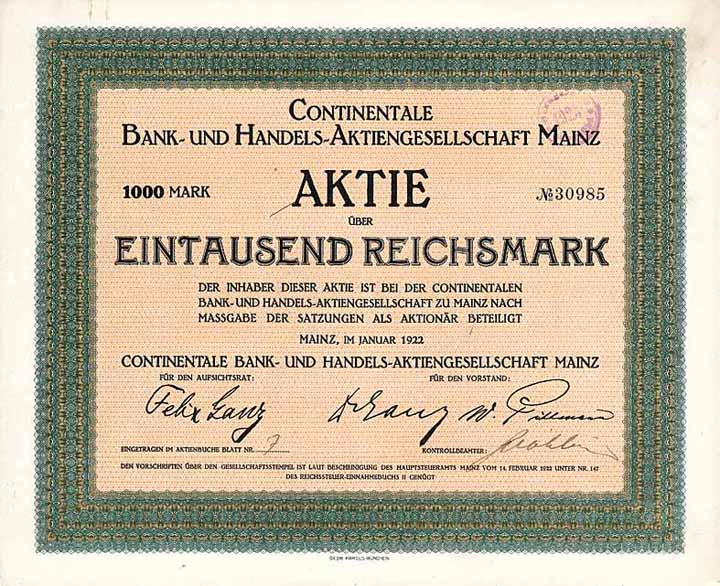 CONTINENTALE
BANK- UND HANDELS-AKTIENGESELLSCHAFT MAINZ
1000 MARK AKTIE №30985
ÜBER
EINTAUSEND REICHSMARK
DER INHABER DIESER AKTIE IST BEI DER CONTINENTALEN
BANK- UND HANDELS-AKTIENGESELLSCHAFT ZU MAINZ NACH
MASSGABE DER SATZUNGEN ALS AKTIONÄR BETEILIGT
MAINZ, IM JANUAR 1922
CONTINENTALE BANK- UND HANDELS-AKTIENGESELLSCHAFT MAINZ
FÜR DEN AUFSICHTSRAT: FÜR DEN VORSTAND:
Felix Ganz Dr Ganz W.
EINGETRAGEN IM AKTIENBUCHE BLATT NR. 7 KONTROLLBEAMTER:
DEN VORSCHRIFTEN ÜBER DEN GESELLSCHAFTSSTEMPEL IST LAUT BESCHEINIGUNG DES HAUPTSTEUERAMTS MAINZ VOM 14. FEBRUAR 1922 UNTER NR. 147
DES REICHSSTEUER-EINNAHMEBUCHS II GENÜGT